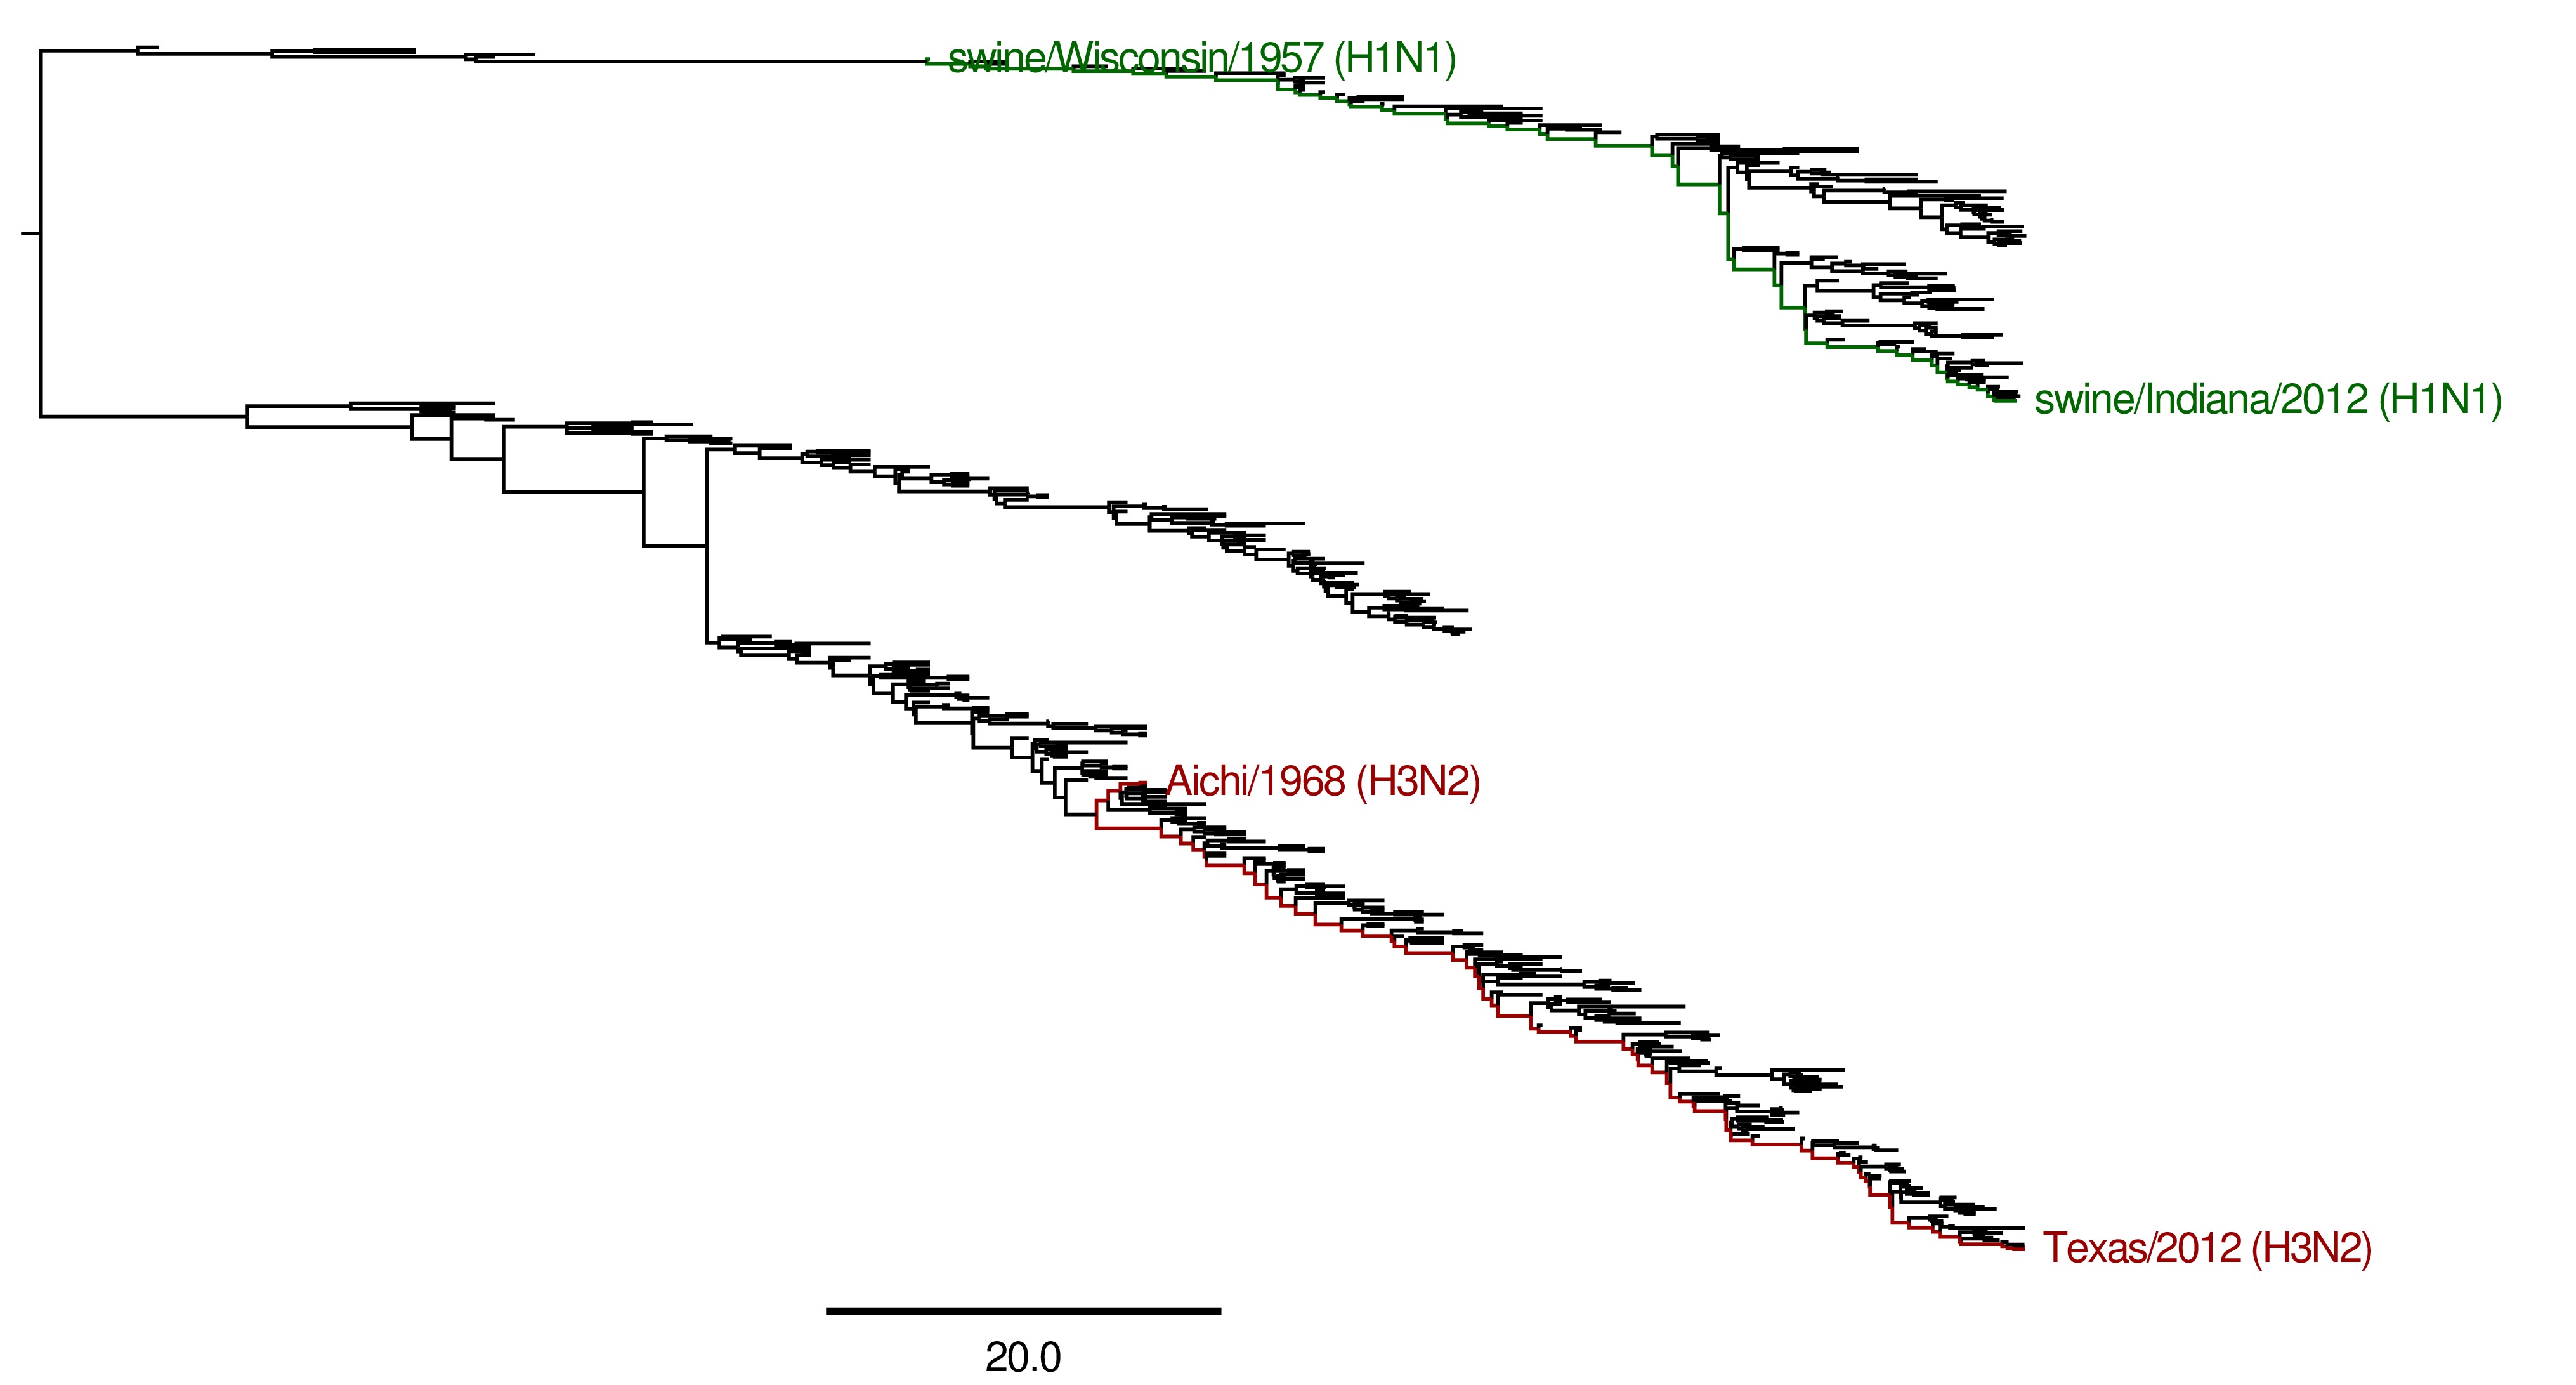 swine/Wisconsin/1957 (H1N1)
swine/Indiana/2012 (H1N1)
Aichi/1968 (H3N2)
Texas/2012 (H3N2)
20.0